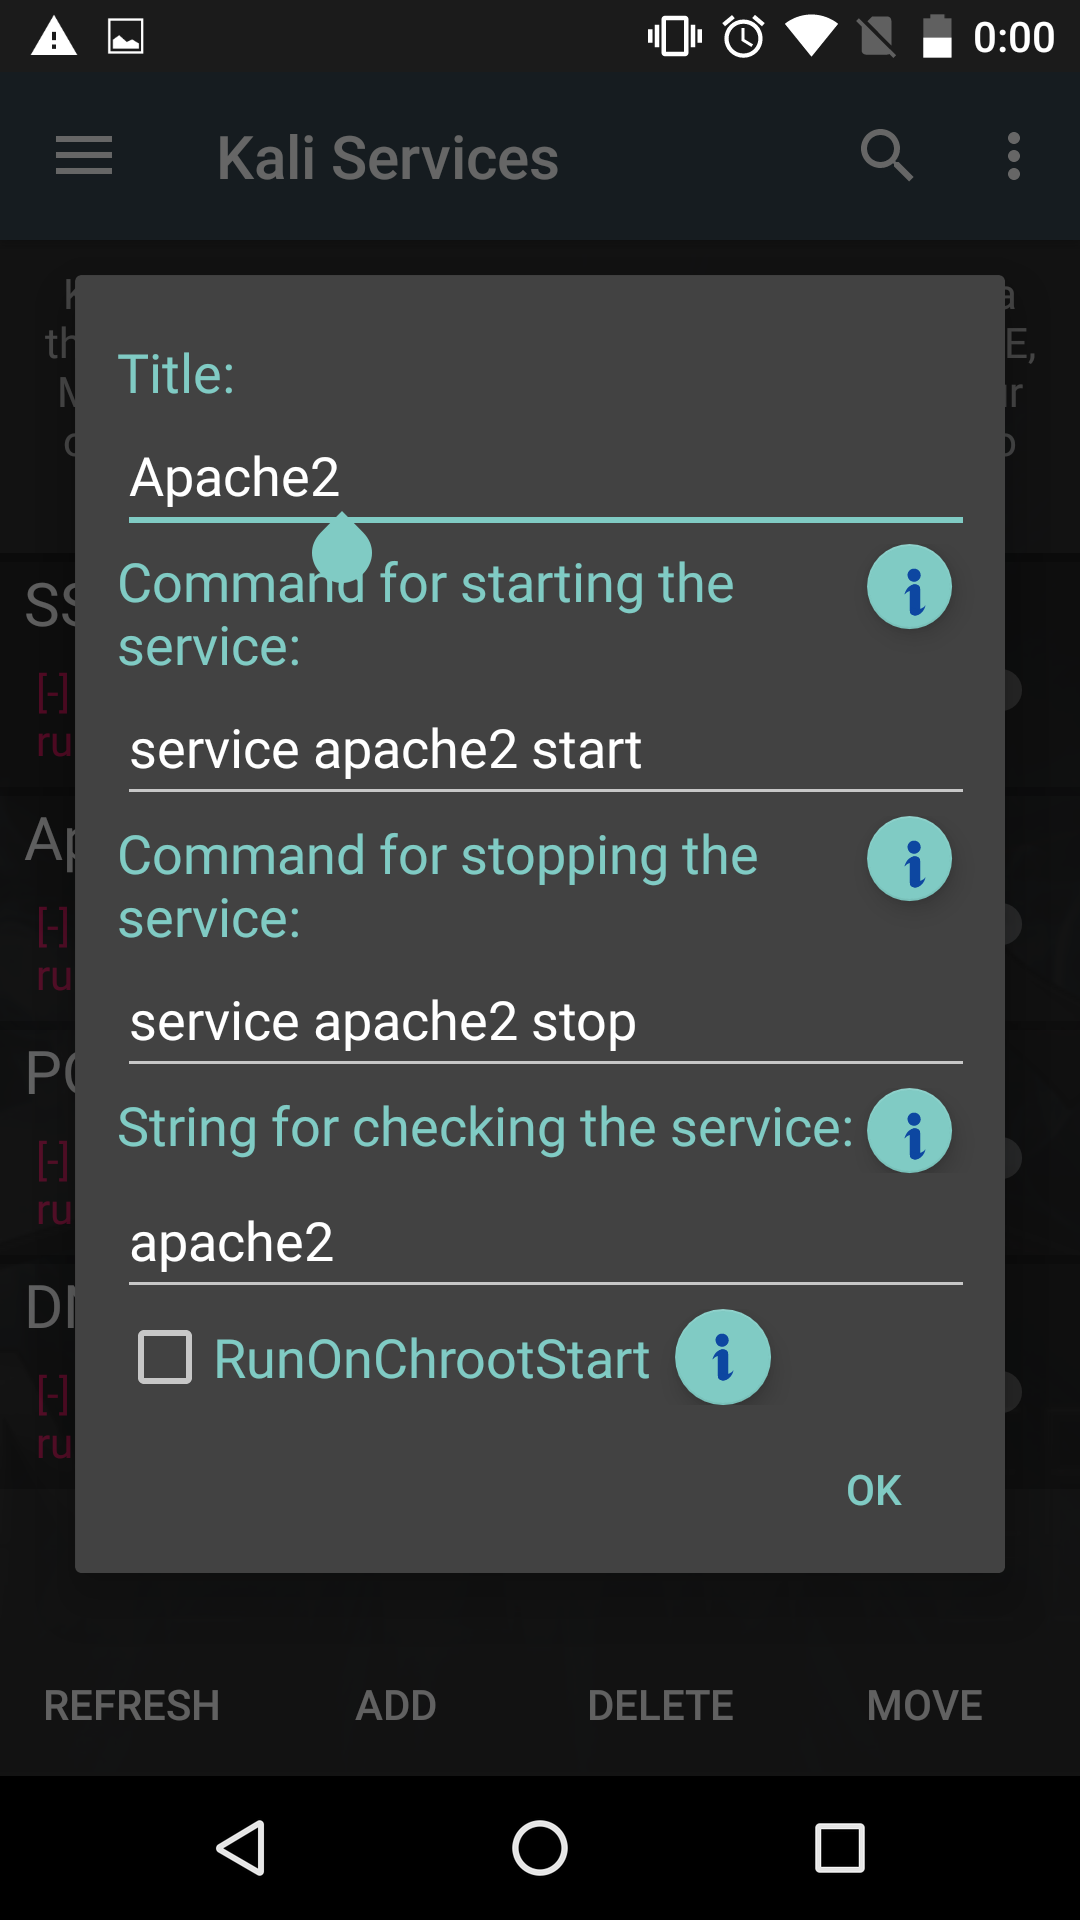 0:00
Kali Services
Title:
Apache2
Command for starting the
service:
service apache2 start
Command for stopping the
service:
service apache2 stop
String for checking the service:
apache2
RunOnChrootStart
OK
[-]
[-]
[-]
[-]
REFRESH ADD DELETE MOVE